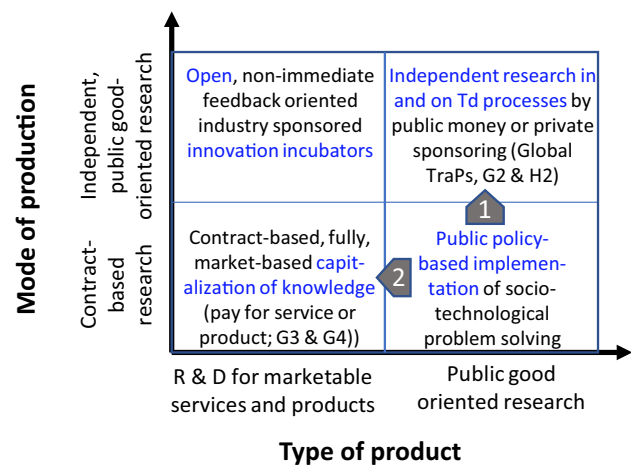 Mode of production
Independent,
public good-
oriented research
Contract-
based
research
Open, non-immediate
feedback oriented
industry sponsored
innovation incubators
Independent research in
and on Td processes by
public money or private
sponsoring (Global
TraPs, G2 & H2)
1
Contract-based, fully,
market-based capit-
alization of knowledge
(pay for service or
product; G3 & G4))
2
Public policy-
based implemen-
tation of socio-
technological
problem solving
R & D for marketable
services and products
Public good
oriented research
Type of product